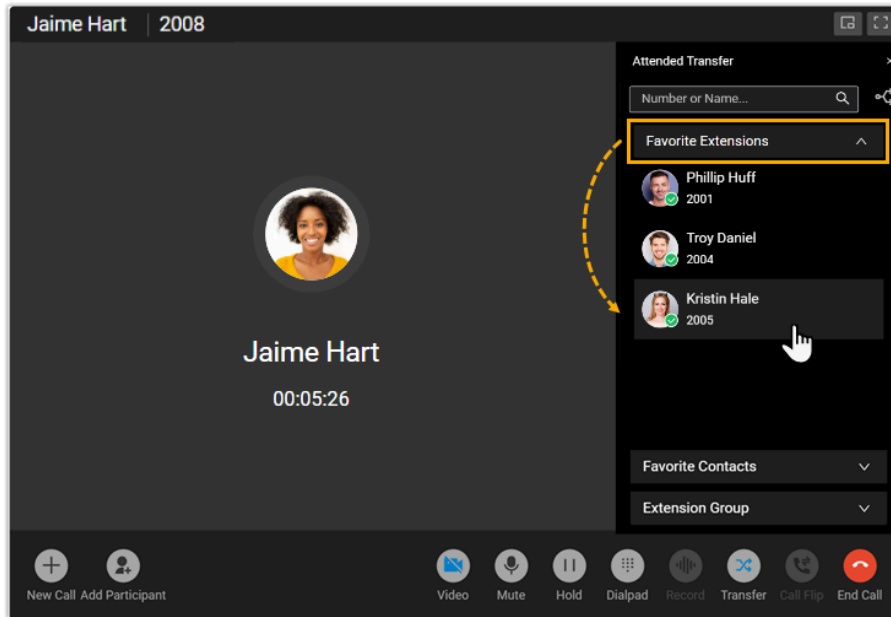 Jaime Hart 2008
Attended Transfer
Number or Name...
Favorite Extensions
Phillip Huff
2001
Troy Daniel
2004
Kristin Hale
2005
Jaime Hart
00:05:26
Favorite Contacts
Extension Group
New Call Add Participant Video Mute Hold Dialpad Record Transfer Call Flip End Call